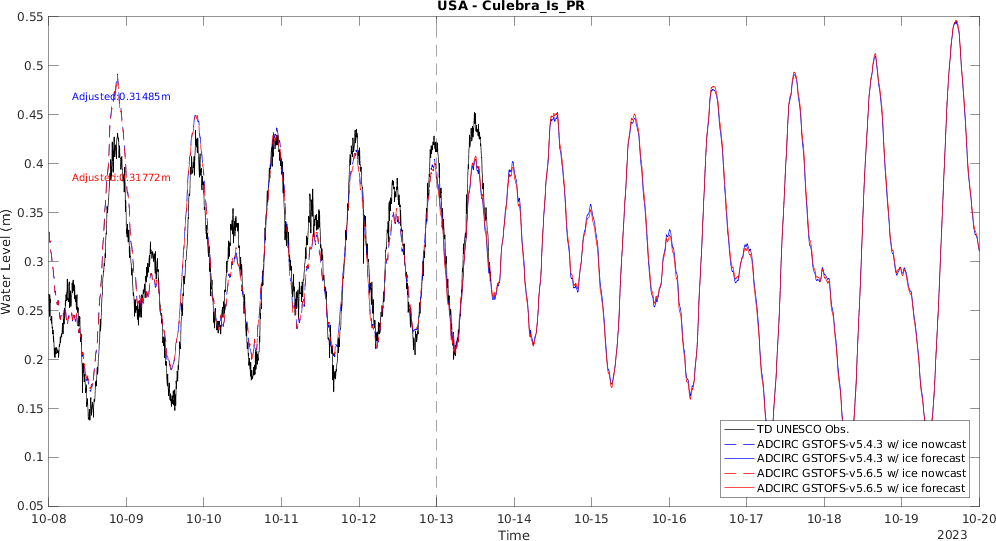 USA - Culebra_Is_PR
0.55
0.5
0.45
0.4
0.35
0.3
0.25
0.2
0.15
0.1
0.05
Water Level (m)
Adjusted:0.31485m
Adjusted:0.31772m
TD UNESCO Obs.
ADCIRC GSTOFS-v5.4.3 w/ ice nowcast
ADCIRC GSTOFS-v5.4.3 w/ ice forecast
ADCIRC GSTOFS-v5.6.5 w/ ice nowcast
ADCIRC GSTOFS-v5.6.5 w/ ice forecast
10-08 10-09 10-10 10-11 10-12 10-13 10-14 10-15 10-16 10-17 10-18 10-19 10-20
Time
2023